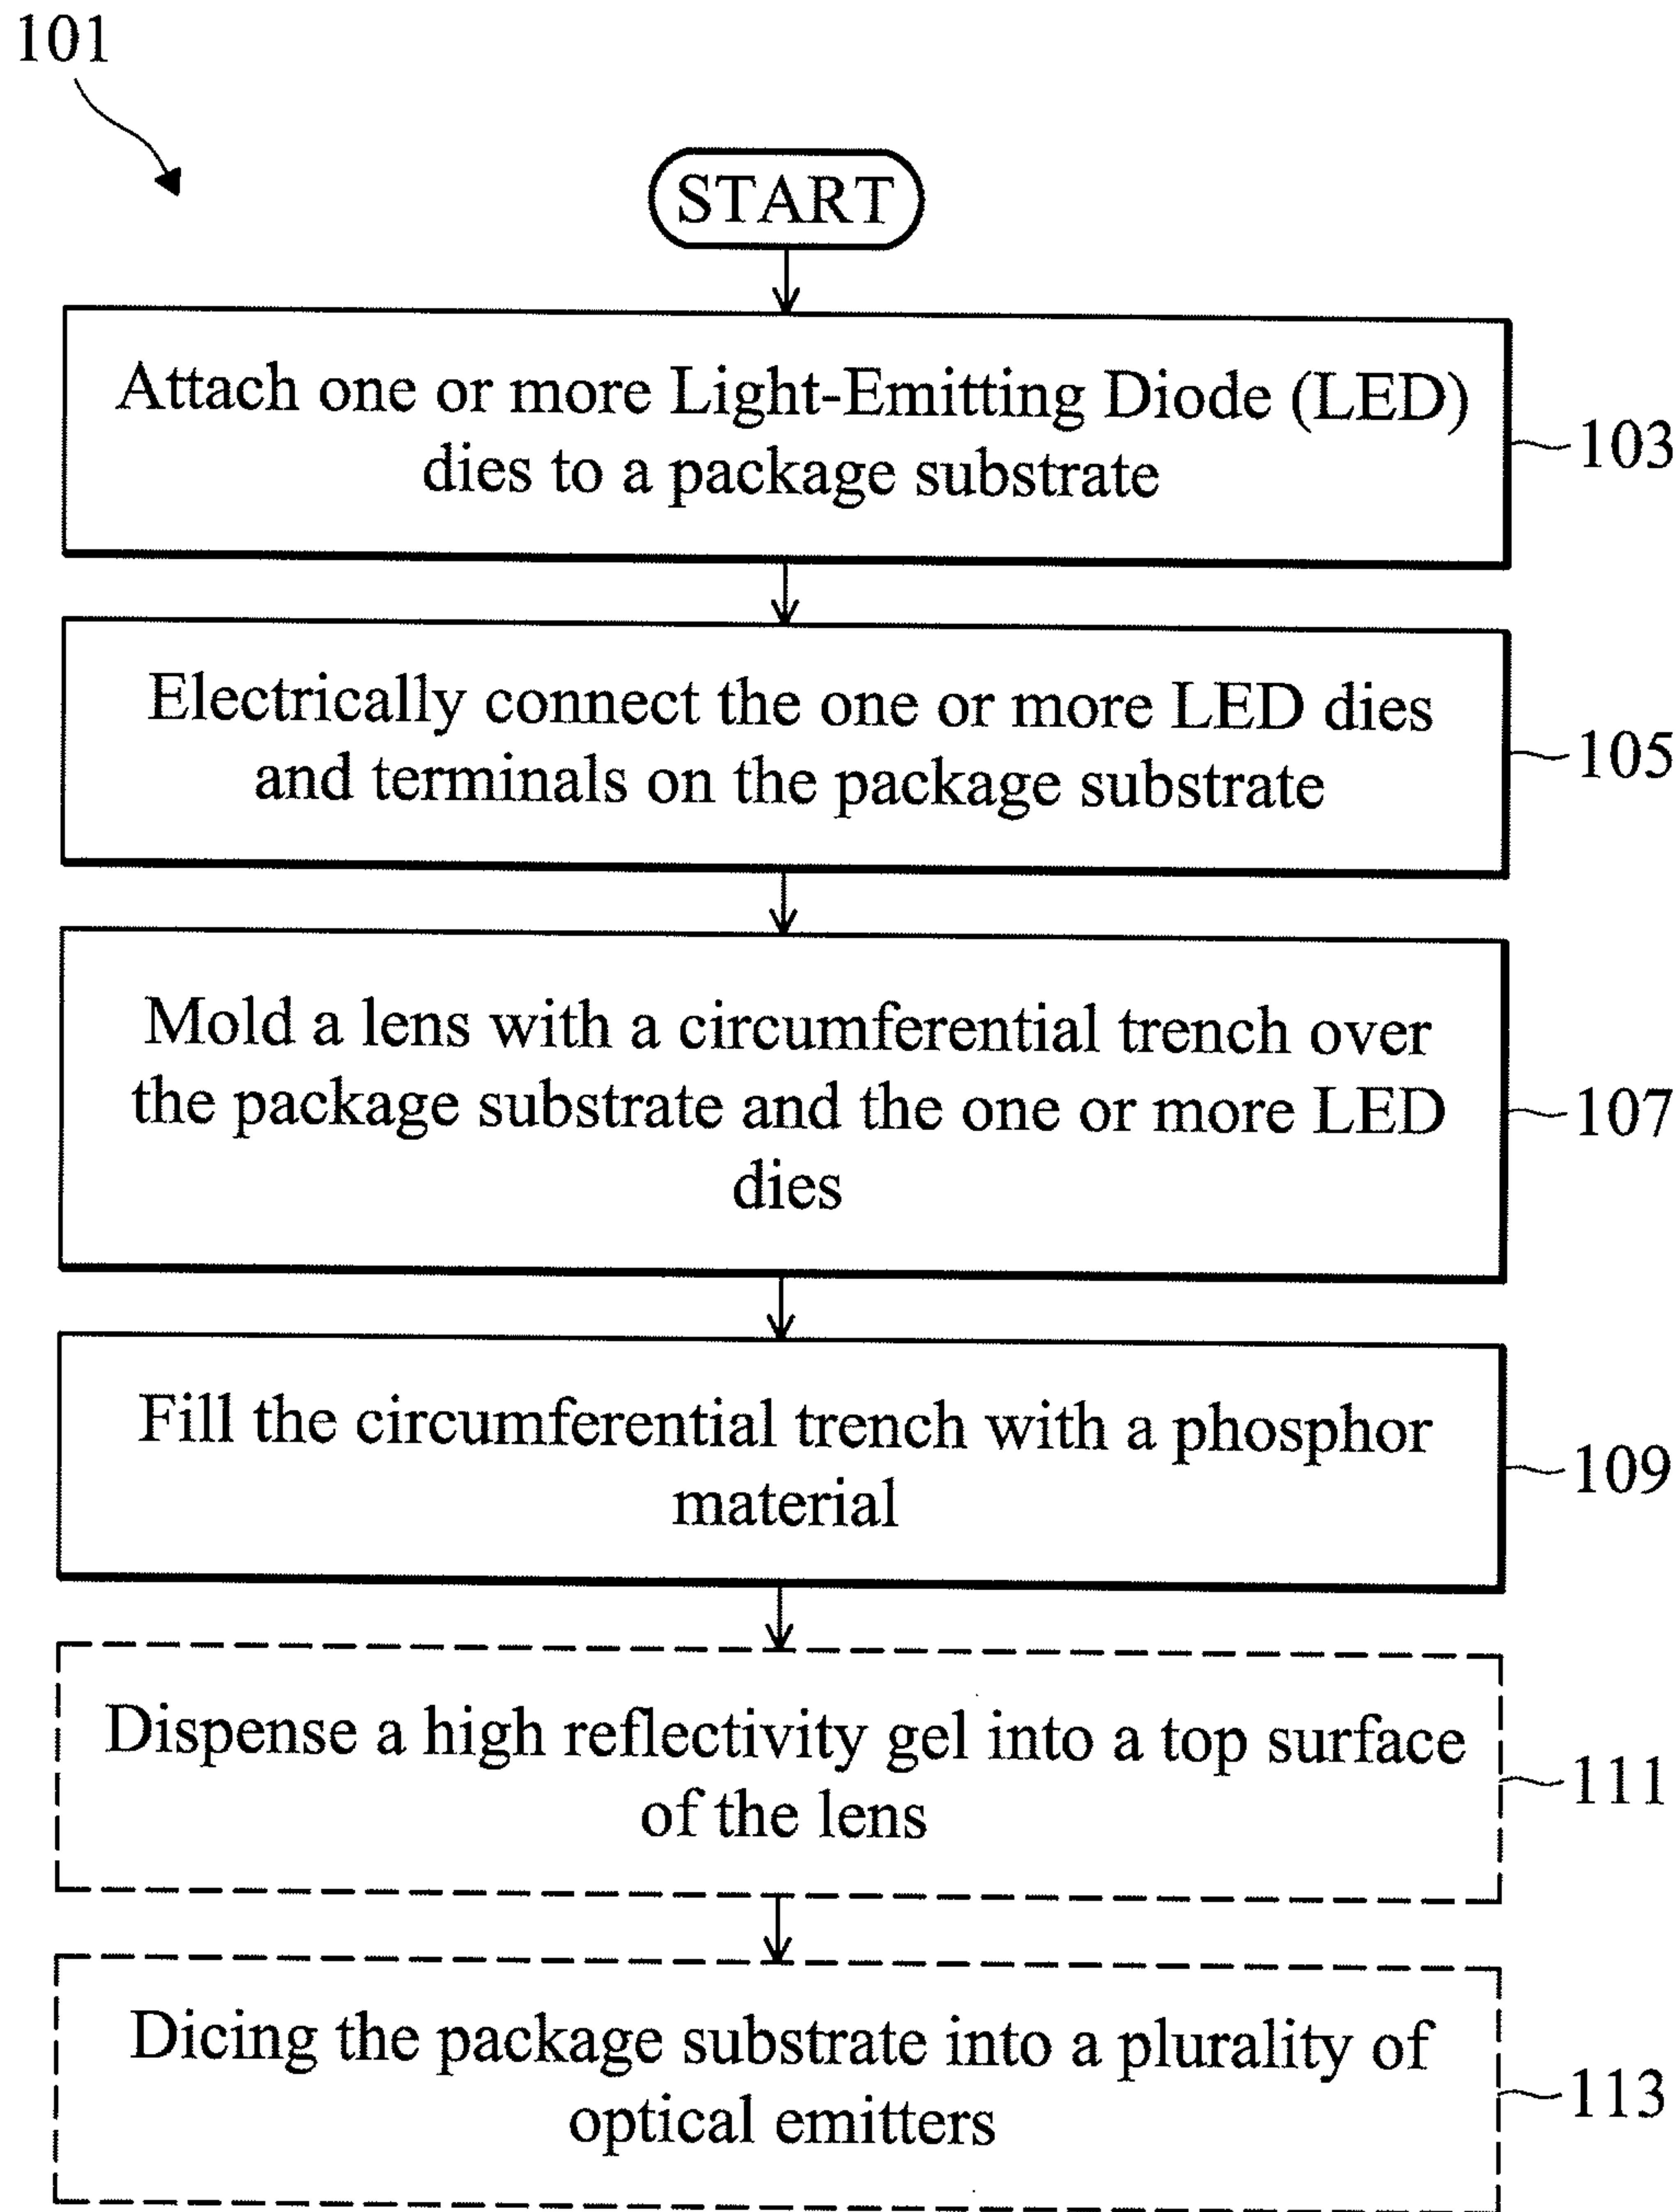 101
START
Attach one or more Light-Emitting Diode (LED)
dies to a package substrate
103
Electrically connect the one or more LED dies
and terminals on the package substrate
105
Mold a lens with a circumferential trench over
the package substrate and the one or more LED
dies
107
Fill the circumferential trench with a phosphor
material
109
Dispense a high reflectivity gel into a top surface
of the lens
111
Dicing the package substrate into a plurality of
optical emitters
113